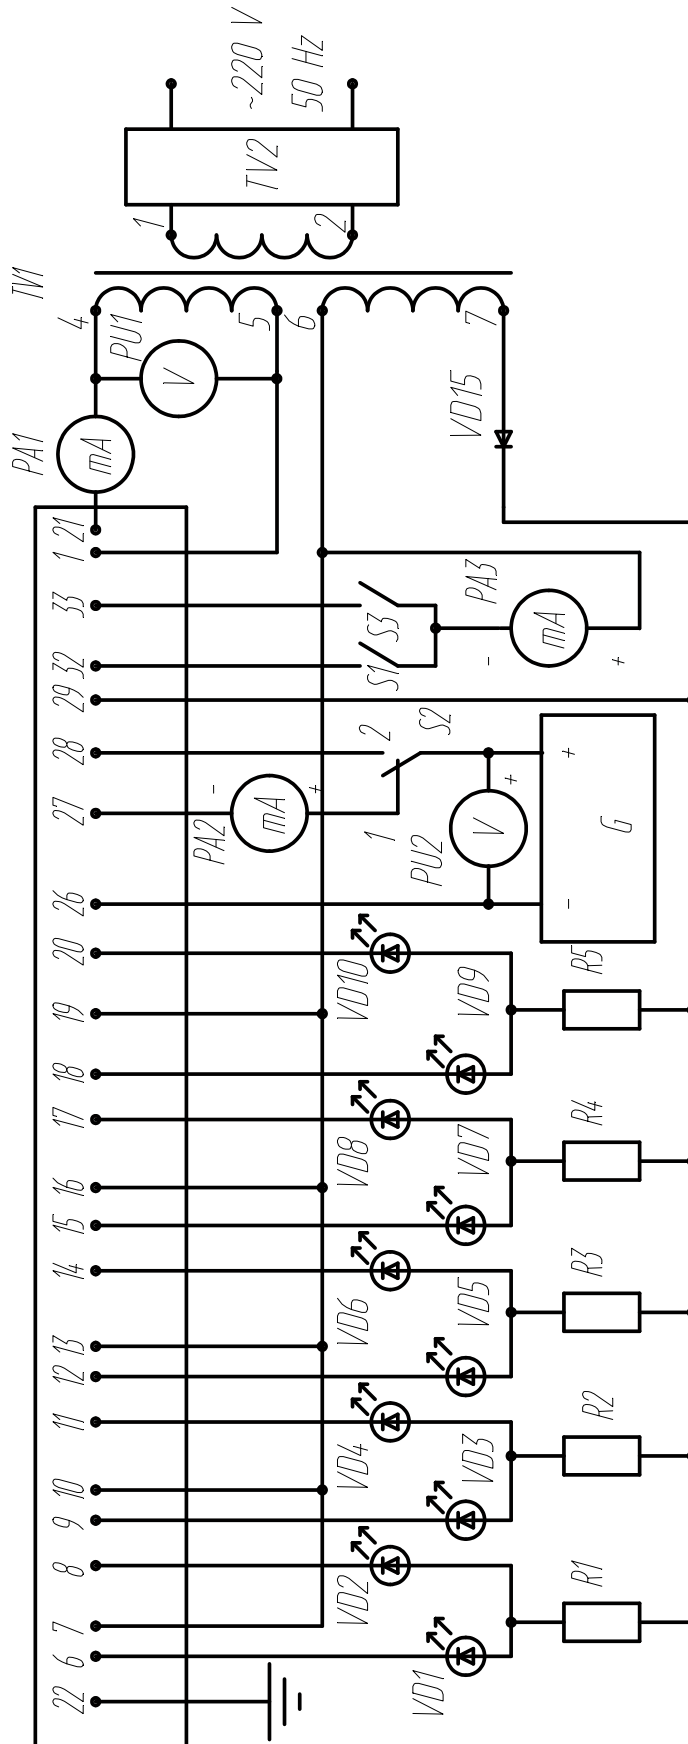 ~220 V
50 Hz
TV2
1
2
TV1
4
5
6
7
PU1
V
PA1
mA
VD15
21
1
33
32
29
28
27
26
20
19
18
17
16
15
14
13
12
11
10
9
8
7
6
22
S3
S1
PA3
mA
-
+
2
S2
1
PA2
mA
-
+
PU2
V
+
+
G
-
VD10
VD9
R5
VD8
VD7
R4
VD6
VD5
R3
VD4
VD3
R2
VD2
VD1
R1